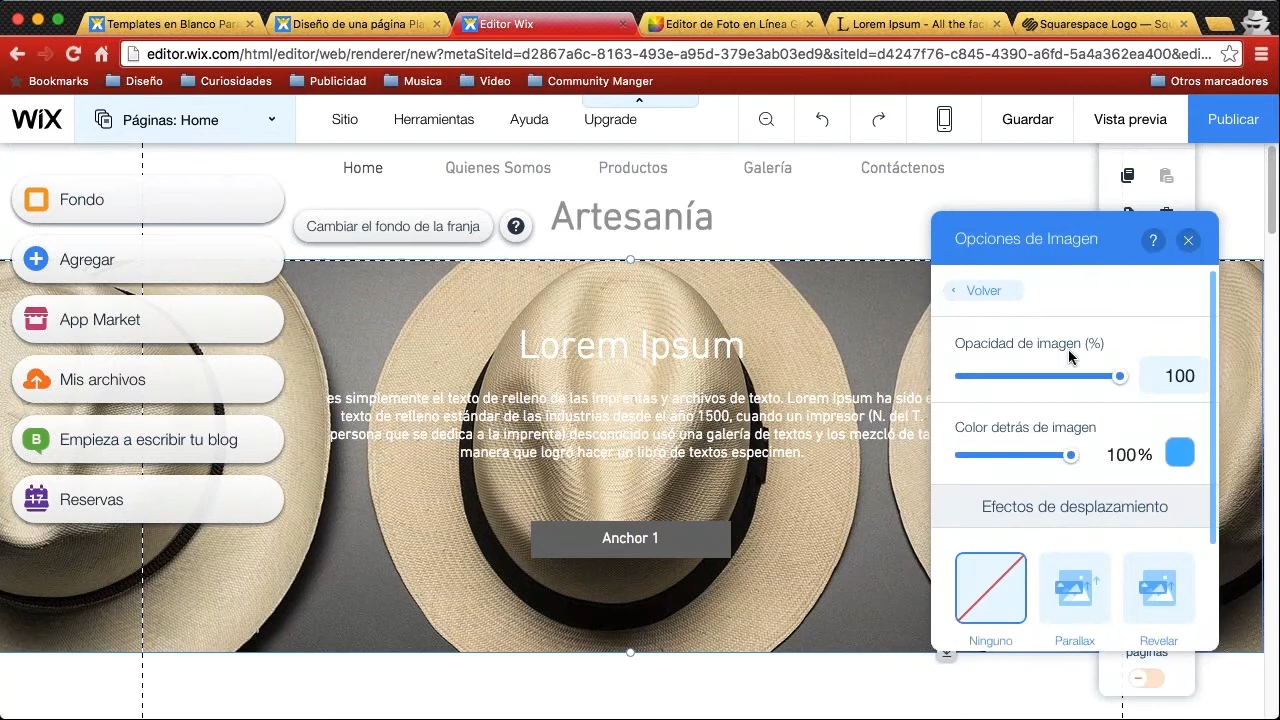 Templates en Blanco Par
Diseño de una página Pla
Editor Wix
Editor de Foto en Línea G
Lorem Ipsum - All the fac
Squarespace Logo — Squ
editor.wix.com/html/editor/web/renderer/new?metaSiteId=d2867a6c-8163-493e-a95d-379e3ab03ed9&siteId=d4247f76-c845-4390-a6fd-5a4a362ea400&edi...
Bookmarks
Diseño
Curiosidades
Publicidad
Musica
Video
Community Manger
Otros marcadores
WiX
Páginas: Home
Sitio
Herramientas
Ayuda
Upgrade
Guardar
Vista previa
Publicar
Home
Quienes Somos
Productos
Galería
Contáctenos
Fondo
Cambiar el fondo de la franja
?
Artesanía
Agregar
App Market
Mis archivos
B
Empieza a escribir tu blog
17
Reservas
Lorem Ipsum
es simplemente el texto de relleno de las imprentas y archivos de texto. Lorem Ipsum ha sido e
texto de relleno estándar de las industrias desde el año 1500, cuando un impresor (N. del T.
persona que se dedica a la imprenta) desconocido usó una galería de textos y los mezcló de ta
manera que logró hacer un libro de textos especimen.
Anchor 1
Opciones de Imagen
?
Volver
Opacidad de imagen (%)
100
Color detrás de imagen
100%
Efectos de desplazamiento
Ninguno
Parallax
Revelar
páginas